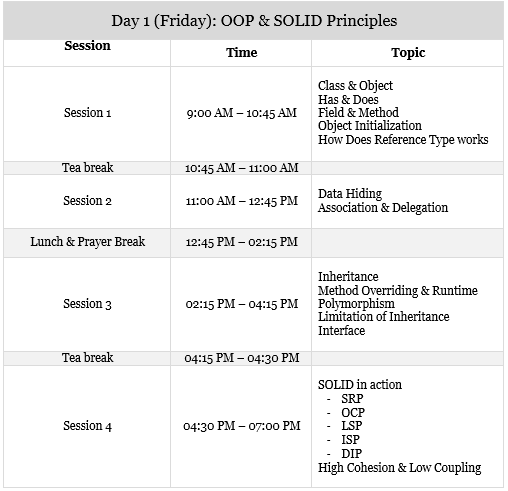 Day 1 (Friday): OOP & SOLID Principles
Session
Time
Topic
Session 1
9:00 AM – 10:45 AM
Class & Object
Has & Does
Field & Method
Object Initialization
How Does Reference Type works
Tea break
10:45 AM – 11:00 AM
Session 2
11:00 AM – 12:45 PM
Data Hiding
Association & Delegation
Lunch & Prayer Break
12:45 PM – 02:15 PM
Session 3
02:15 PM – 04:15 PM
Inheritance
Method Overriding & Runtime
Polymorphism
Limitation of Inheritance
Interface
Tea break
04:15 PM – 04:30 PM
Session 4
04:30 PM – 07:00 PM
SOLID in action
- SRP
- OCP
- LSP
- ISP
- DIP
High Cohesion & Low Coupling